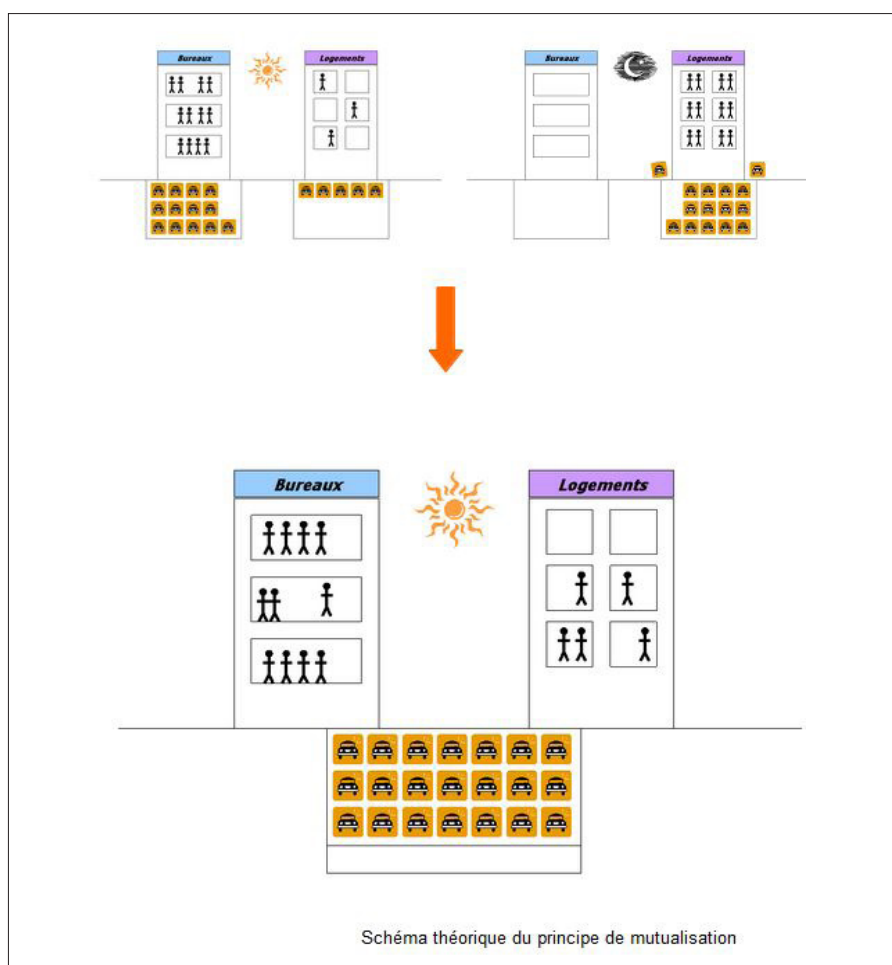 Bureaux
Logements
Bureaux
Logements
Bureaux
Logements
Schéma théorique du principe de mutualisation